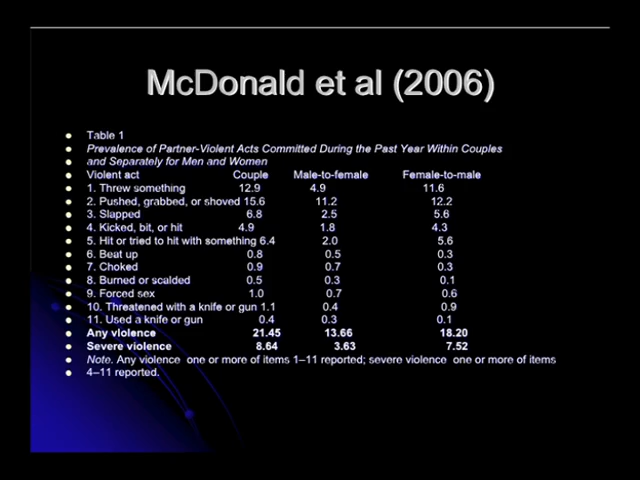 McDonald et al (2006)
Table 1
Prevalence of Partner-Violent Acts Committed During the Past Year Within Couples
and Separately for Men and Women
Violent act Couple Male-to-female Female-to-male
1. Threw something 12.9 4.9 11.6
2. Pushed, grabbed, or shoved 15.6 11.2 12.2
3. Slapped 6.8 2.5 5.6
4. Kicked, bit, or hit 4.9 1.8 4.3
5. Hit or tried to hit with something 6.4 2.0 5.6
6. Beat up 0.8 0.5 0.3
7. Choked 0.9 0.7 0.3
8. Burned or scalded 0.5 0.3 0.1
9. Forced sex 1.0 0.7 0.6
10. Threatened with a knife or gun 1.1 0.4 0.9
11. Used a knife or gun 0.4 0.3 0.1
Any violence 21.45 13.66 18.20
Severe violence 8.64 3.63 7.52
Note. Any violence one or more of items 1–11 reported; severe violence one or more of items
4–11 reported.